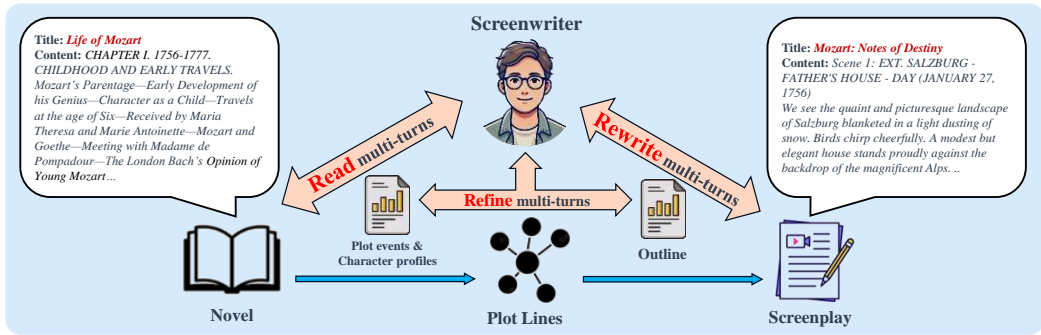 Screenwriter
Title: Life of Mozart
Content: CHAPTER I. 1756-1777.
CHILDHOOD AND EARLY TRAVELS.
Mozart's Parentage—Early Development of
his Genius—Character as a Child—Travels
at the age of Six—Received by Maria
Theresa and Marie Antoinette—Mozart and
Goethe—Meeting with Madame de
Pompadour—The London Bach's Opinion of
Young Mozart...
Title: Mozart: Notes of Destiny
Content: Scene 1: EXT. SALZBURG -
FATHER'S HOUSE - DAY (JANUARY 27,
1756)
We see the quaint and picturesque landscape
of Salzburg blanketed in a light dusting of
snow. Birds chirp cheerfully. A modest but
elegant house stands proudly against the
backdrop of the magnificent Alps. ..
Read multi-turns
Rewrite multi-turns
Refine multi-turns
Plot events &
Character profiles
Outline
Novel
Plot Lines
Screenplay